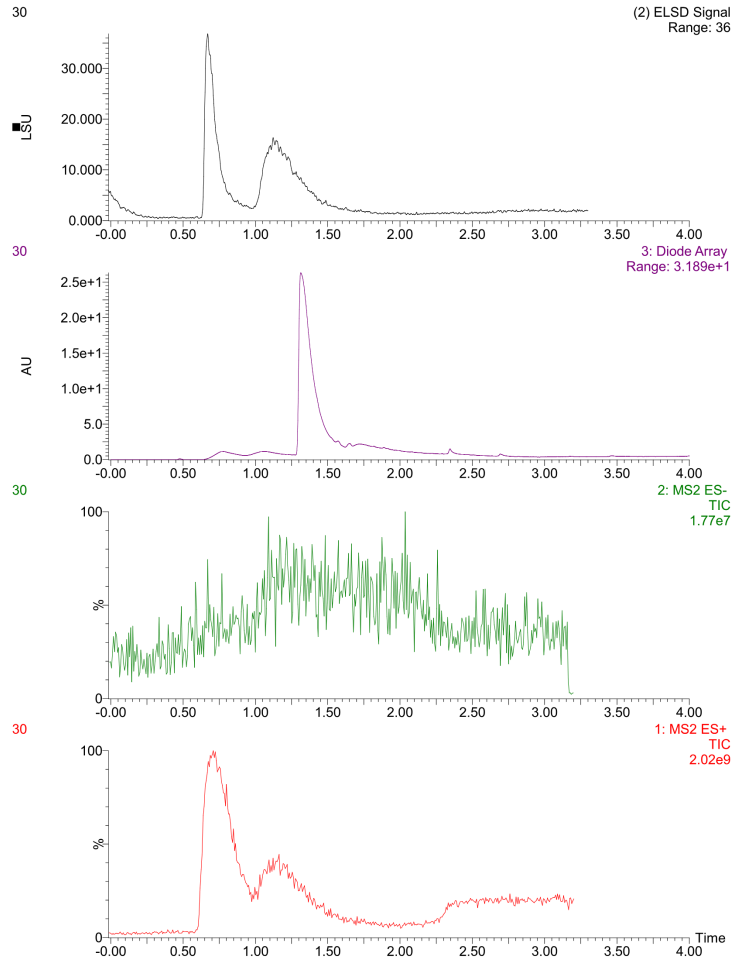 30
(2) ELSD Signal
Range: 36
LSU
30.000
20.000
10.000
0.000
-0.00 0.50 1.00 1.50 2.00 2.50 3.00 3.50 4.00
30
3: Diode Array
Range: 3.189e+1
AU
2.5e+1
2.0e+1
1.5e+1
1.0e+1
5.0
0.0
-0.00 0.50 1.00 1.50 2.00 2.50 3.00 3.50 4.00
30
2: MS2 ES-
TIC
1.77e7
100
%
0
-0.00 0.50 1.00 1.50 2.00 2.50 3.00 3.50 4.00
30
1: MS2 ES+
TIC
2.02e9
100
%
0
Time
-0.00 0.50 1.00 1.50 2.00 2.50 3.00 3.50 4.00